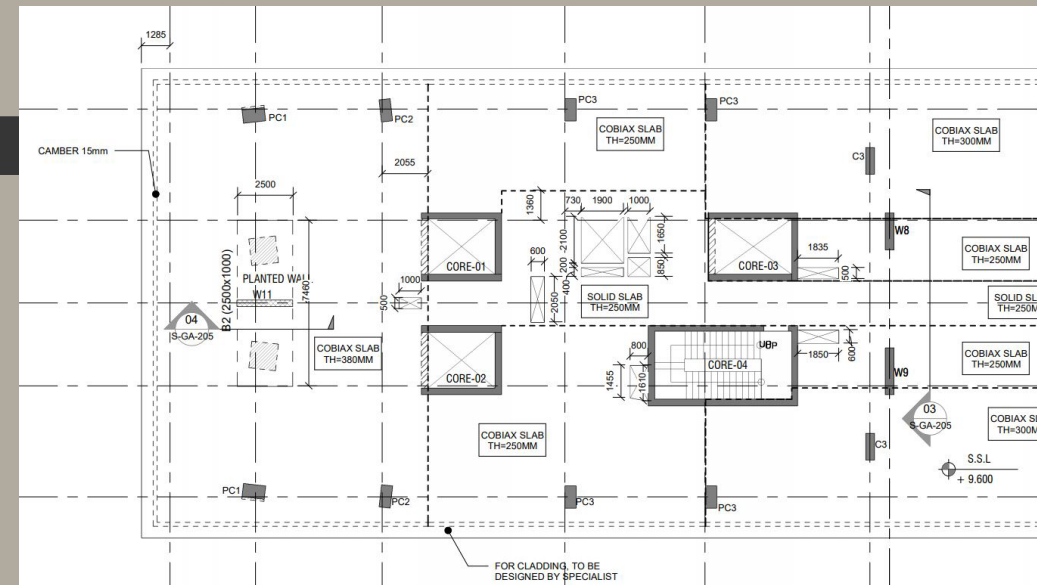 1285
PC1
PC2
PC3
PC3
COBIAX SLAB
TH=250MM
COBIAX SLAB
TH=300MM
CAMBER 15mm
C3
2055
2500
1360
730
1900
1000
2100
1650
W8
600
CORE-01
200
850
CORE-03
1835
COBIAX SLAB
TH=250MM
PLANTED WALL
W11
7460
B2 (2500x1000)
1000
500
400
2050
500
SOLID SLAB
TH=250MM
SOLID SL
TH=250M
04
S-GA-205
COBIAX SLAB
TH=380MM
800
UP
1850
600
COBIAX SLAB
TH=250MM
CORE-02
1455
1610
CORE-04
W9
03
S-GA-205
COBIAX SLAB
TH=300M
COBIAX SLAB
TH=250MM
C3
S.S.L
+ 9.600
PC1
PC2
PC3
PC3
FOR CLADDING, TO BE
DESIGNED BY SPECIALIST